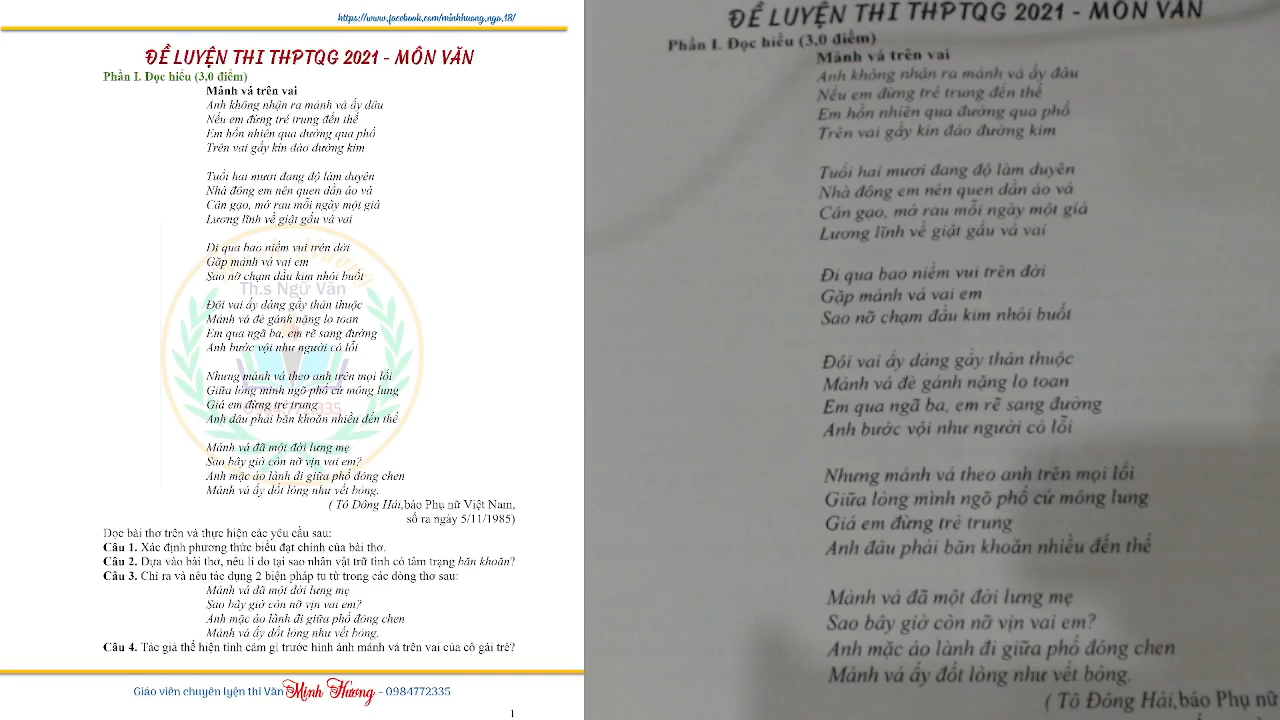 https://www.facebook.com/minhhuong.ngo.18/
ĐỀ LUYỆN THI THPTQG 2021 - MÔN VĂN
Phần I. Đọc hiểu (3,0 điểm)
Mảnh vá trên vai
Anh không nhận ra mảnh vá ấy đâu
Nếu em đừng trẻ trung đến thế
Em hồn nhiên qua đường qua phố
Trên vai gầy kín đáo đường kim
Tuổi hai mươi đang độ làm duyên
Nhà đông em nên quen dần áo vá
Cân gạo, mớ rau mỗi ngày một giá
Lương lĩnh về giật gấu vá vai
Đi qua bao niềm vui trên đời
Gặp mảnh vá vai em
Sao nỡ chạm đầu kim nhói buốt
Th.s Ngữ Văn
Đôi vai ấy dáng gầy thân thuộc
Mảnh vá đè gánh nặng lo toan
Em qua ngã ba, em rẽ sang đường
Anh bước vội như người có lỗi
Nhưng mảnh vá theo anh trên mọi lối
Giữa lòng mình ngõ phố cứ mông lung
Giá em đừng trẻ trung
Anh đâu phải băn khoăn nhiều đến thế
Mảnh vá đã một đời lưng mẹ
Sao bây giờ còn nỡ vịn vai em?
Anh mặc áo lành đi giữa phố đông chen
Mảnh vá ấy đốt lòng như vết bỏng.
( Tô Đông Hải,báo Phụ nữ Việt Nam,
số ra ngày 5/11/1985)
Đọc bài thơ trên và thực hiện các yêu cầu sau:
Câu 1. Xác định phương thức biểu đạt chính của bài thơ.
Câu 2. Dựa vào bài thơ, nêu lí do tại sao nhân vật trữ tình có tâm trạng băn khoăn?
Câu 3. Chỉ ra và nêu tác dụng 2 biện pháp tu từ trong các dòng thơ sau:
Mảnh vá đã một đời lưng mẹ
Sao bây giờ còn nỡ vịn vai em?
Anh mặc áo lành đi giữa phố đông chen
Mảnh vá ấy đốt lòng như vết bỏng.
Câu 4. Tác giả thể hiện tình cảm gì trước hình ảnh mảnh vá trên vai của cô gái trẻ?
Giáo viên chuyên luyện thi Văn Minh Hương - 0984772335
1
ĐỀ LUYỆN THI THPTQG 2021 - MÔN VĂN
Phần I. Đọc hiểu (3,0 điểm)
Mảnh vá trên vai
Anh không nhận ra mảnh vá ấy đâu
Nếu em đừng trẻ trung đến thế
Em hồn nhiên qua đường qua phố
Trên vai gầy kín đáo đường kim
Tuổi hai mươi đang độ làm duyên
Nhà đông em nên quen dần áo vá
Cân gạo, mớ rau mỗi ngày một giá
Lương lĩnh về giật gấu vá vai
Đi qua bao niềm vui trên đời
Gặp mảnh vá vai em
Sao nỡ chạm đầu kim nhói buốt
Đôi vai ấy dáng gầy thân thuộc
Mảnh vá đè gánh nặng lo toan
Em qua ngã ba, em rẽ sang đường
Anh bước vội như người có lỗi
Nhưng mảnh vá theo anh trên mọi lối
Giữa lòng mình ngõ phố cứ mông lung
Giá em đừng trẻ trung
Anh đâu phải băn khoăn nhiều đến thế
Mảnh vá đã một đời lưng mẹ
Sao bây giờ còn nỡ vịn vai em?
Anh mặc áo lành đi giữa phố đông chen
Mảnh vá ấy đốt lòng như vết bỏng.
( Tô Đông Hải,báo Phụ nữ